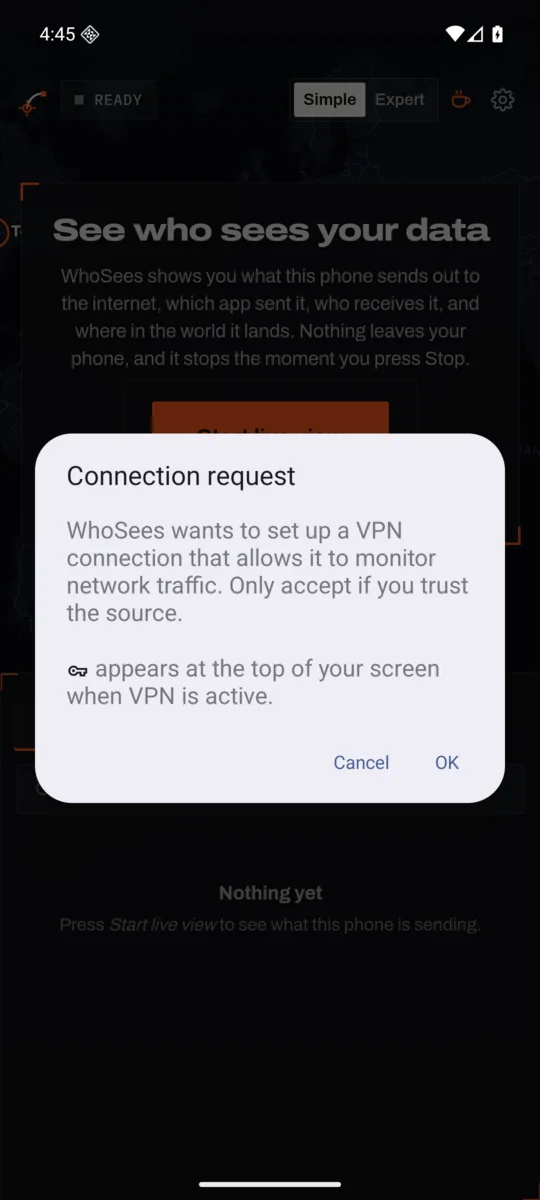 4:45
READY
Simple
Expert
See who sees your data
WhoSees shows you what this phone sends out to
the internet, which app sent it, who receives it, and
where in the world it lands. Nothing leaves your
phone, and it stops the moment you press Stop.
Start live view
Connection request
WhoSees wants to set up a VPN
connection that allows it to monitor
network traffic. Only accept if you trust
the source.
appears at the top of your screen
when VPN is active.
Cancel
OK
Nothing yet
Press Start live view to see what this phone is sending.